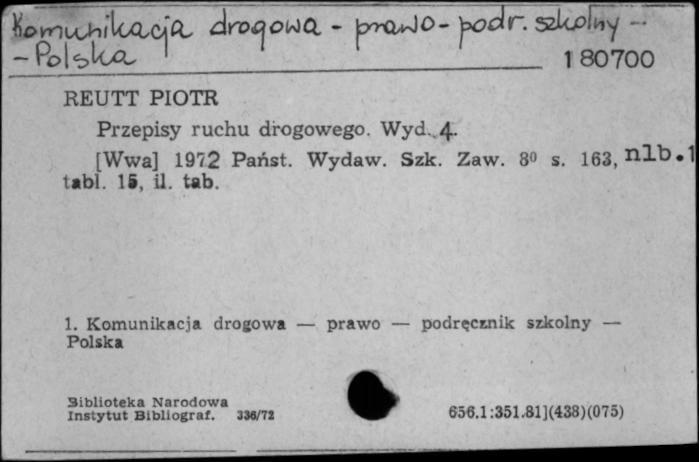 Komunikacja drogowa - prawo - podr. szkolny -
- Polska
180700
REUTT PIOTR
Przepisy ruchu drogowego. Wyd. 4.
[Wwa] 1972 Państ. Wydaw. Szk. Zaw. 8⁰ s. 163, nlb.1
tabl. 15, il. tab.
1. Komunikacja drogowa — prawo — podręcznik szkolny —
Polska
Biblioteka Narodowa
Instytut Bibliograf. 336/72
656.1:351.81](438)(075)